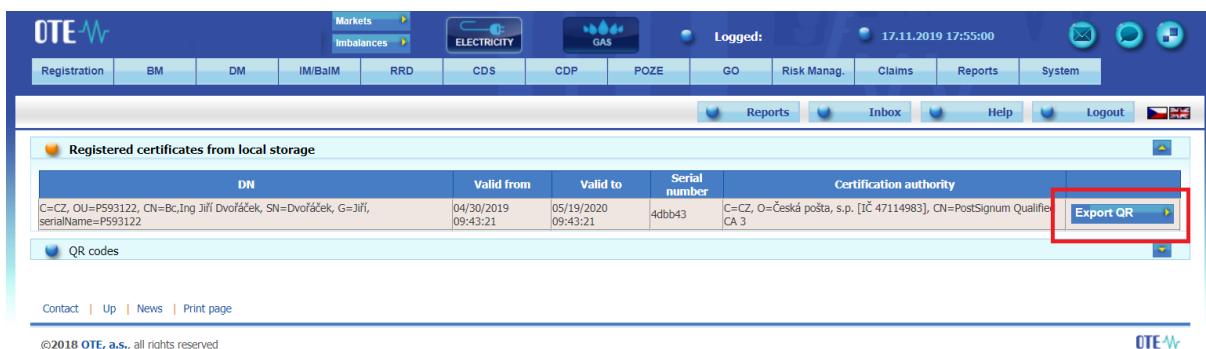 OTE
Markets
Imbalances
ELECTRICITY
GAS
Logged:
17.11.2019 17:55:00
Registration BM DM IM/BalM RRD CDS CDP POZE GO Risk Manag. Claims Reports System
Reports Inbox Help Logout
Registered certificates from local storage
DN Valid from Valid to Serial number Certification authority
C=CZ, OU=P593122, CN=Bc,Ing Jiří Dvořáček, SN=Dvořáček, G=Jiří,
serialName=P593122
04/30/2019
09:43:21
05/19/2020
09:43:21
4dbb43
C=CZ, O=Česká pošta, s.p. [IČ 47114983], CN=PostSignum Qualified
CA 3
Export QR
QR codes
Contact | Up | News | Print page
©2018 OTE, a.s., all rights reserved
OTE